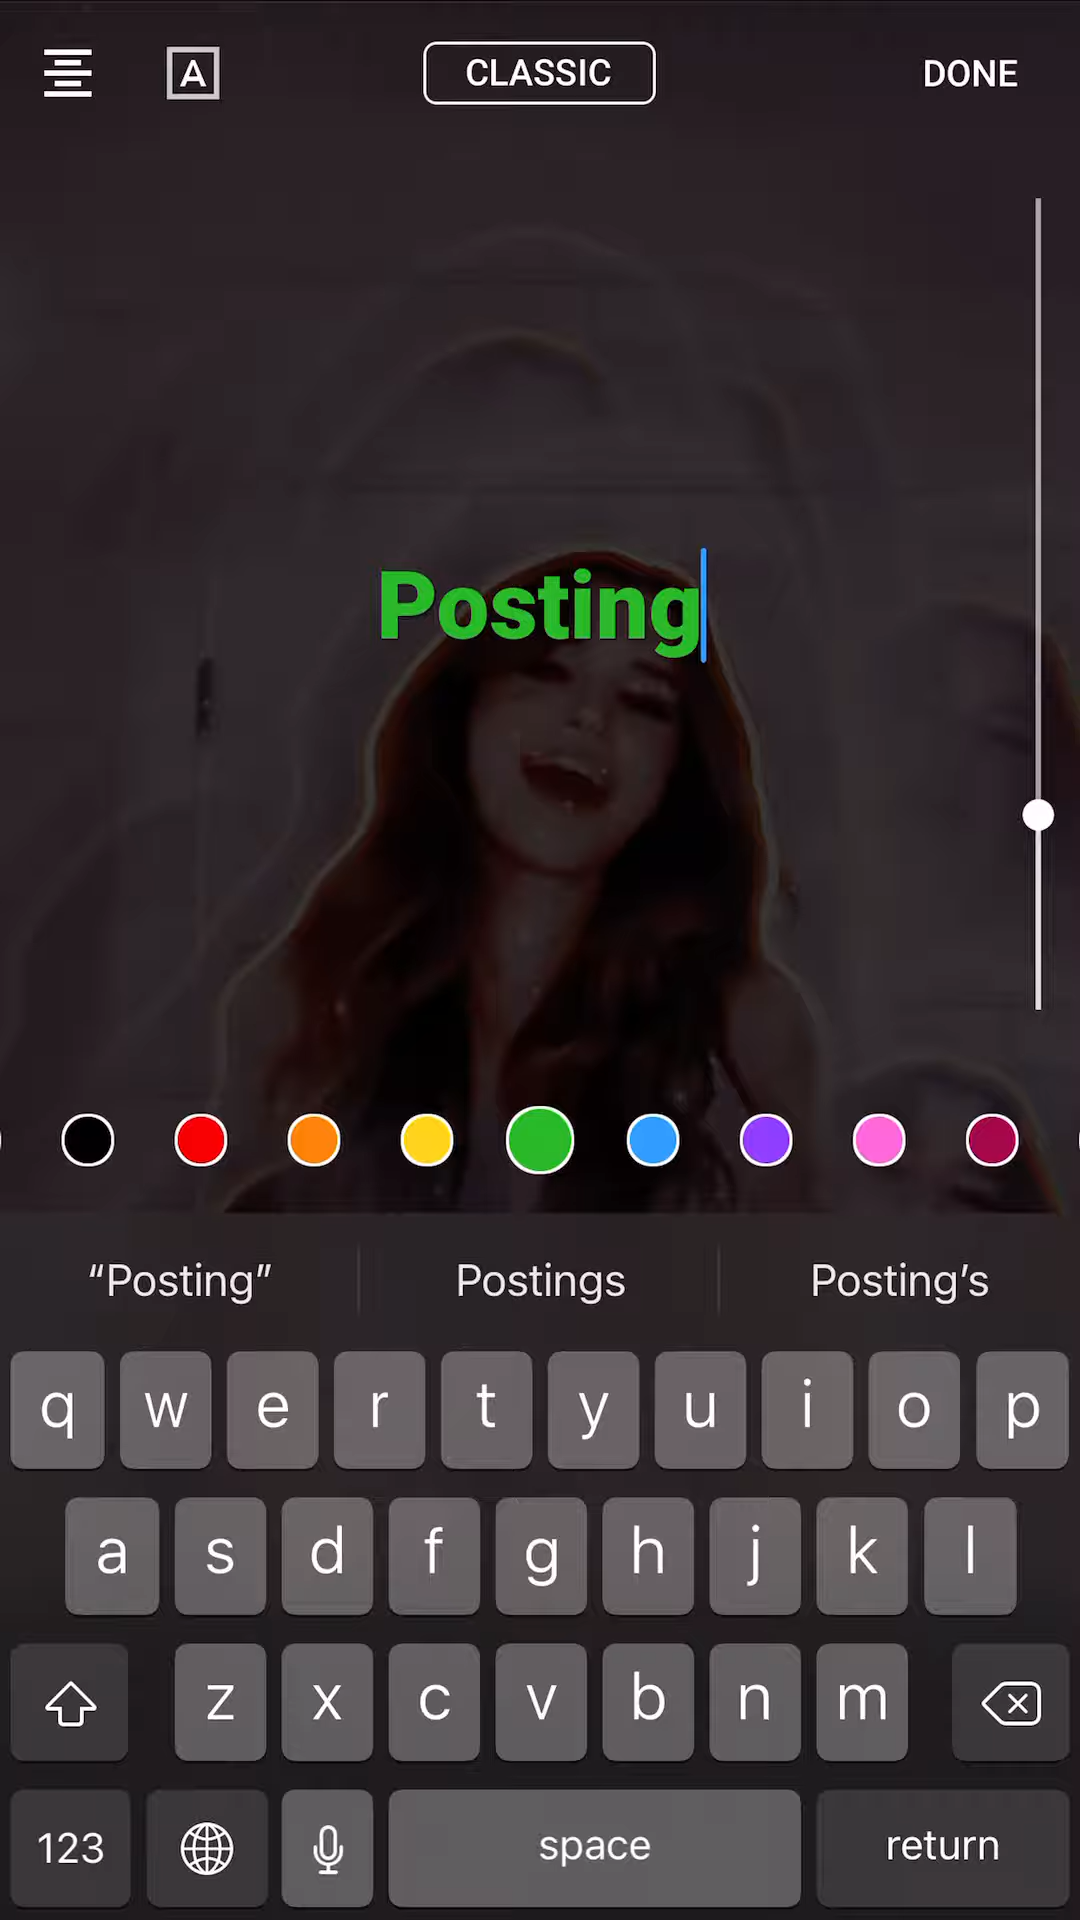 A
CLASSIC
DONE
Posting
“Posting”
Postings
Posting’s
q w e r t y u i o p
a s d f g h j k l
z x c v b n m
123
space
return